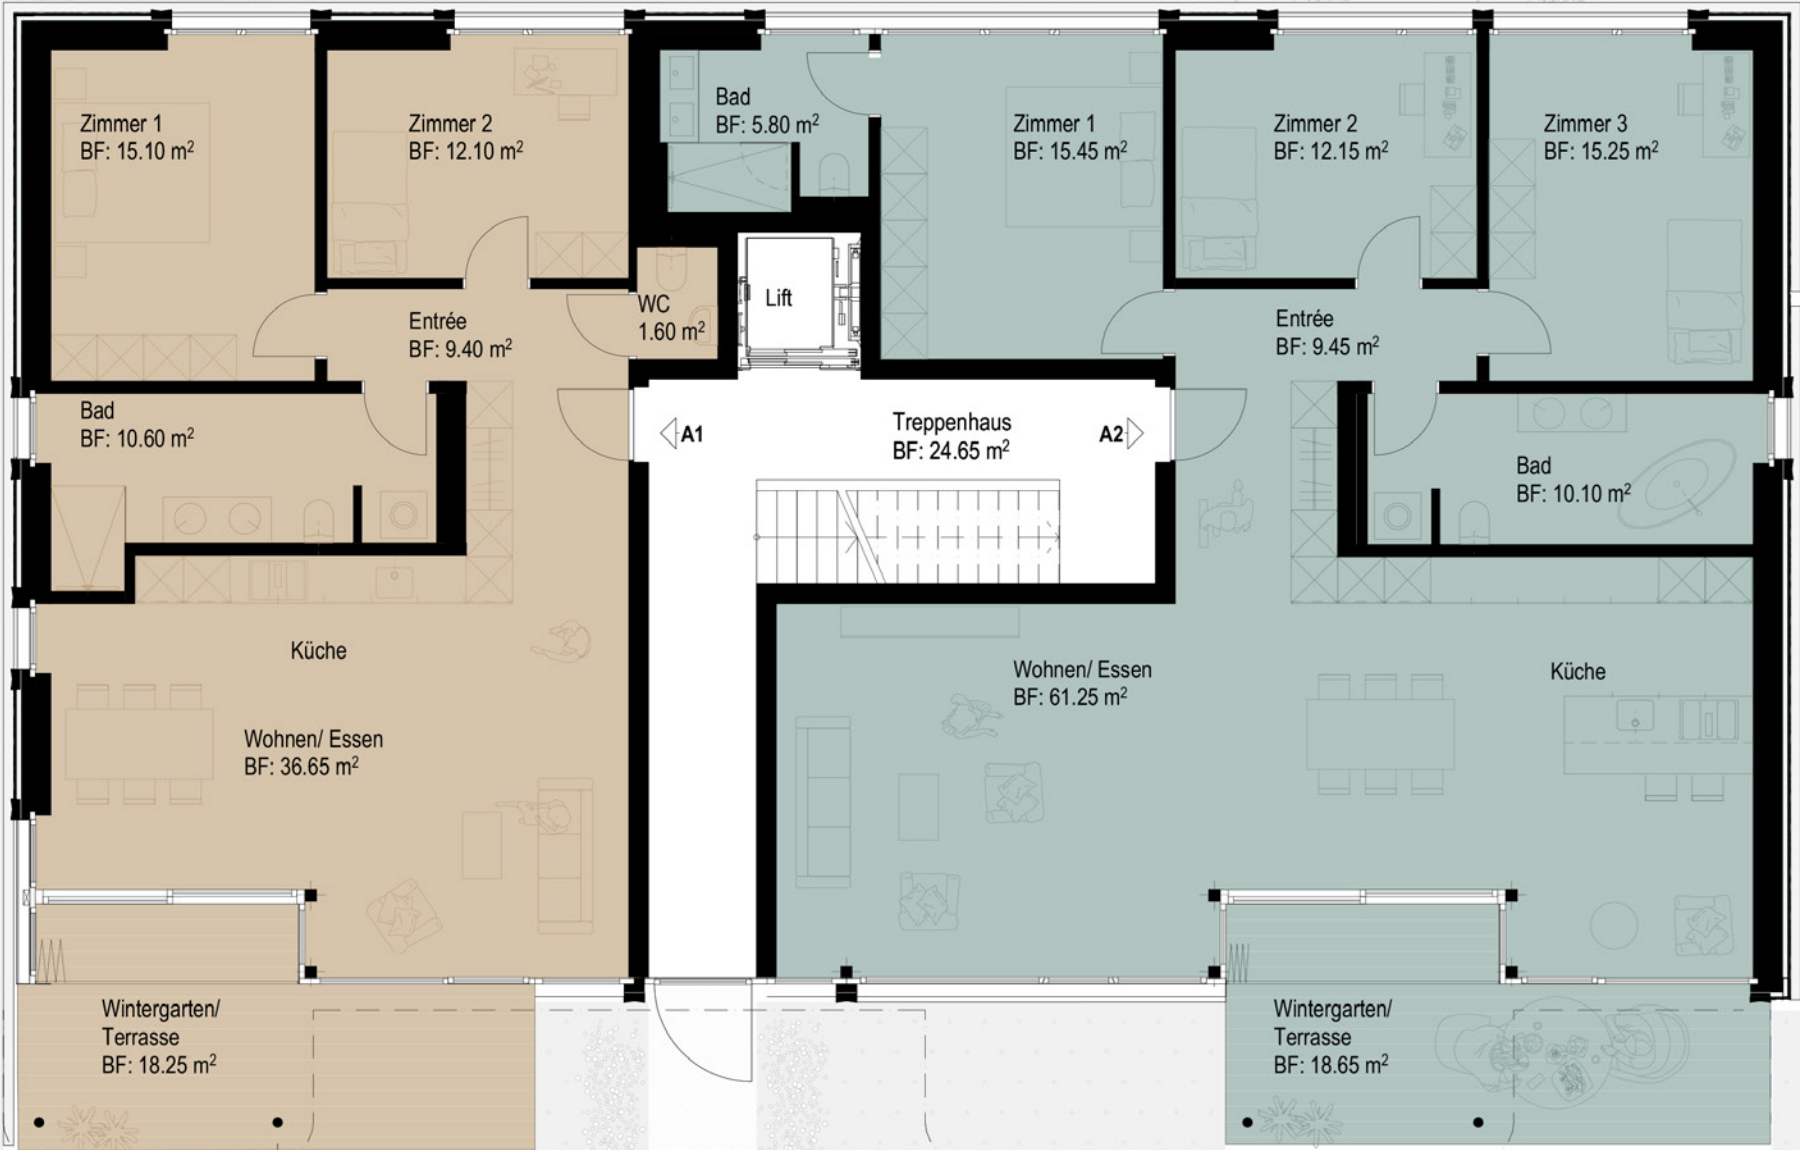 Zimmer 1
BF: 15.10 m²
Zimmer 2
BF: 12.10 m²
Bad
BF: 5.80 m²
Zimmer 1
BF: 15.45 m²
Zimmer 2
BF: 12.15 m²
Zimmer 3
BF: 15.25 m²
WC
1.60 m²
Lift
Entrée
BF: 9.40 m²
Entrée
BF: 9.45 m²
Bad
BF: 10.60 m²
A1
Treppenhaus
BF: 24.65 m²
A2
Bad
BF: 10.10 m²
Küche
Wohnen/ Essen
BF: 36.65 m²
Wohnen/ Essen
BF: 61.25 m²
Küche
Wintergarten/
Terrasse
BF: 18.25 m²
Wintergarten/
Terrasse
BF: 18.65 m²